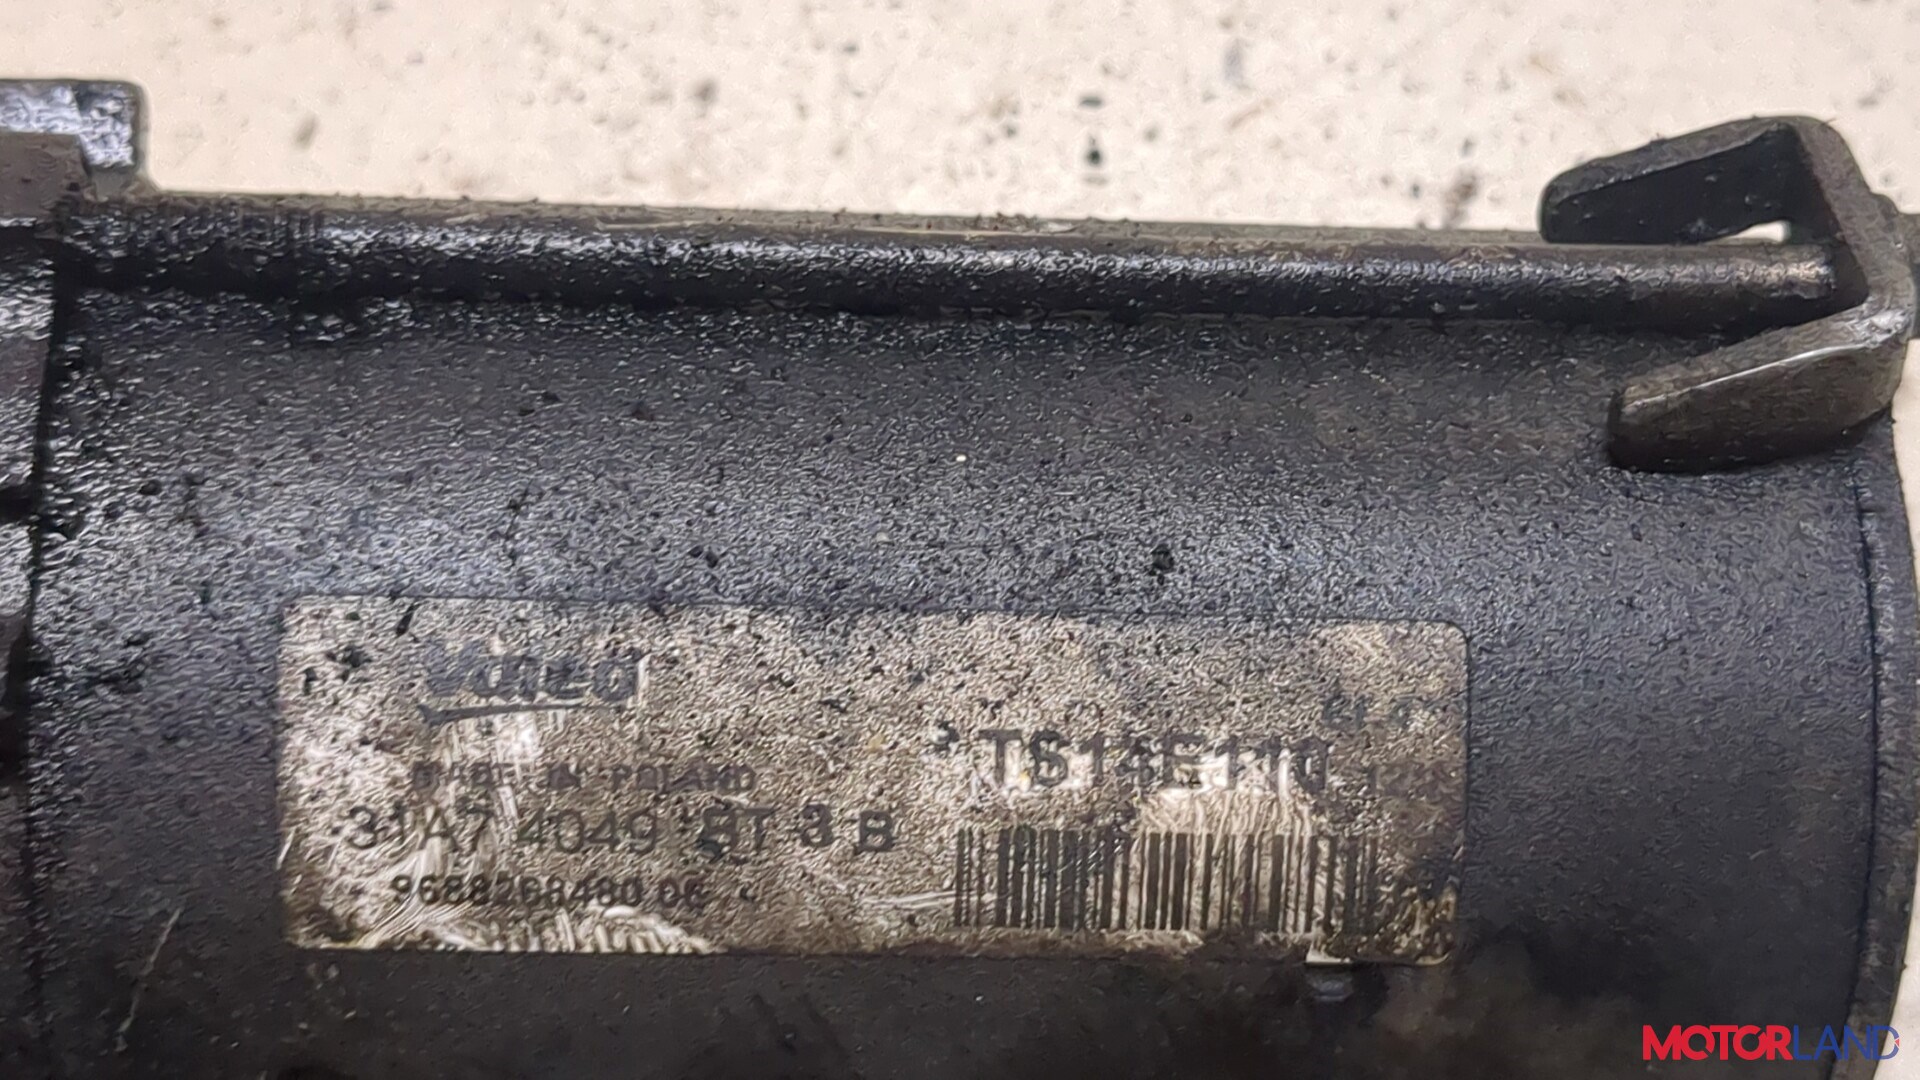 Valeo
TS14E110
MADE IN POLAND
31A7 4049 ST 3 B
9688268480.06
MOTORLAND